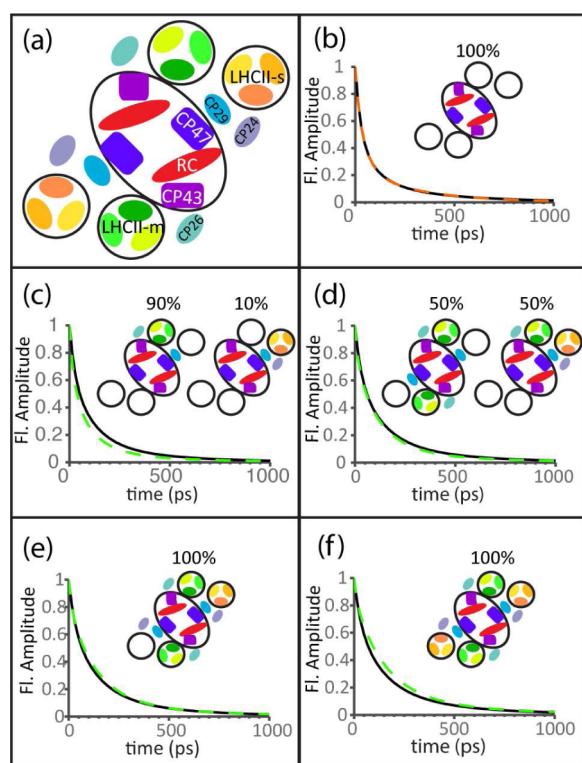 (a)
LHCII-s
CP29
CP24
CP47
RC
CP43
LHCII-m
CP26
(b)
100%
Fl. Amplitude
1
0.8
0.6
0.4
0.2
0
0 500 1000
time (ps)
(c)
90% 10%
Fl. Amplitude
1
0.8
0.6
0.4
0.2
0
0 500 1000
time (ps)
(d)
50% 50%
Fl. Amplitude
1
0.8
0.6
0.4
0.2
0
0 500 1000
time (ps)
(e)
100%
Fl. Amplitude
1
0.8
0.6
0.4
0.2
0
0 500 1000
time (ps)
(f)
100%
Fl. Amplitude
1
0.8
0.6
0.4
0.2
0
0 500 1000
time (ps)